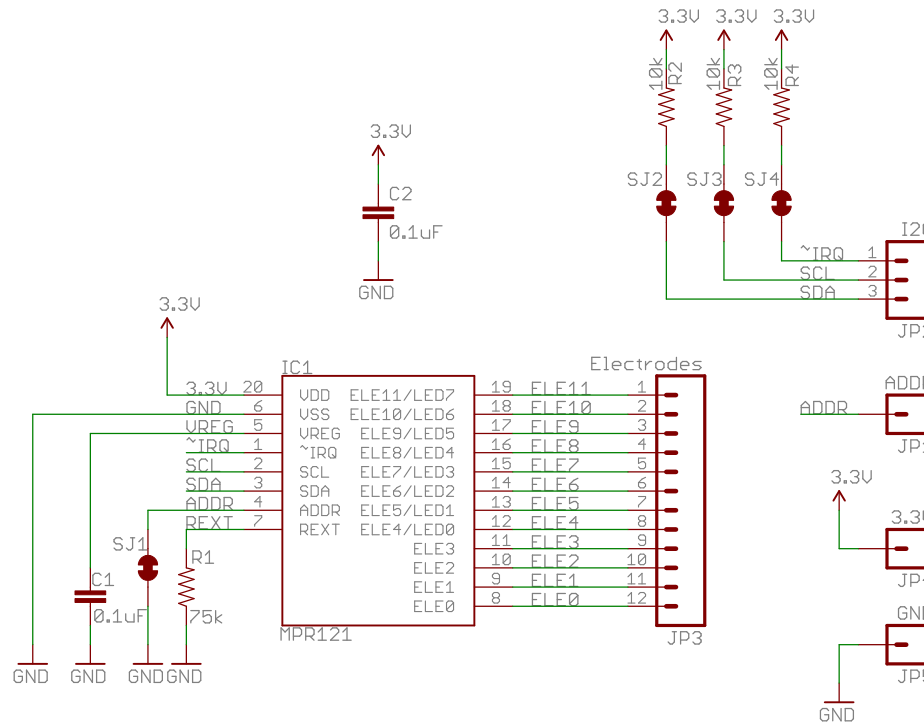 3.3V 3.3V 3.3V
10k R2 10k R3 10k R4
3.3V
SJ2 SJ3 SJ4
C2
0.1uF
GND
~IRQ 1
SCL 2
SDA 3
3.3V
IC1
Electrodes
3.3V 20 VDD ELE11/LED7 19 ELE11 1
GND 6 VSS ELE10/LED6 18 ELE10 2
VREG 5 VREG ELE9/LED5 17 ELE9 3
~IRQ 1 ~IRQ ELE8/LED4 16 ELE8 4
SCL 2 SCL ELE7/LED3 15 ELE7 5
SDA 3 SDA ELE6/LED2 14 ELE6 6
ADDR 4 ADDR ELE5/LED1 13 ELE5 7
REXT 7 REXT ELE4/LED0 12 ELE4 8
ELE3 11 ELE3 9
ELE2 10 ELE2 10
ELE1 9 ELE1 11
ELE0 8 ELE0 12
SJ1
R1
75k
C1
0.1uF
MPR121
JP3
GND GND GND GND
ADDR
3.3V
GND